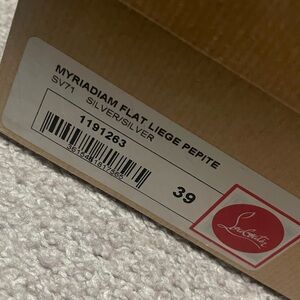 MYRIADIAM FLAT LIEGE PEPITE
SV71 SILVER/SILVER
1191263
39
Louboutin